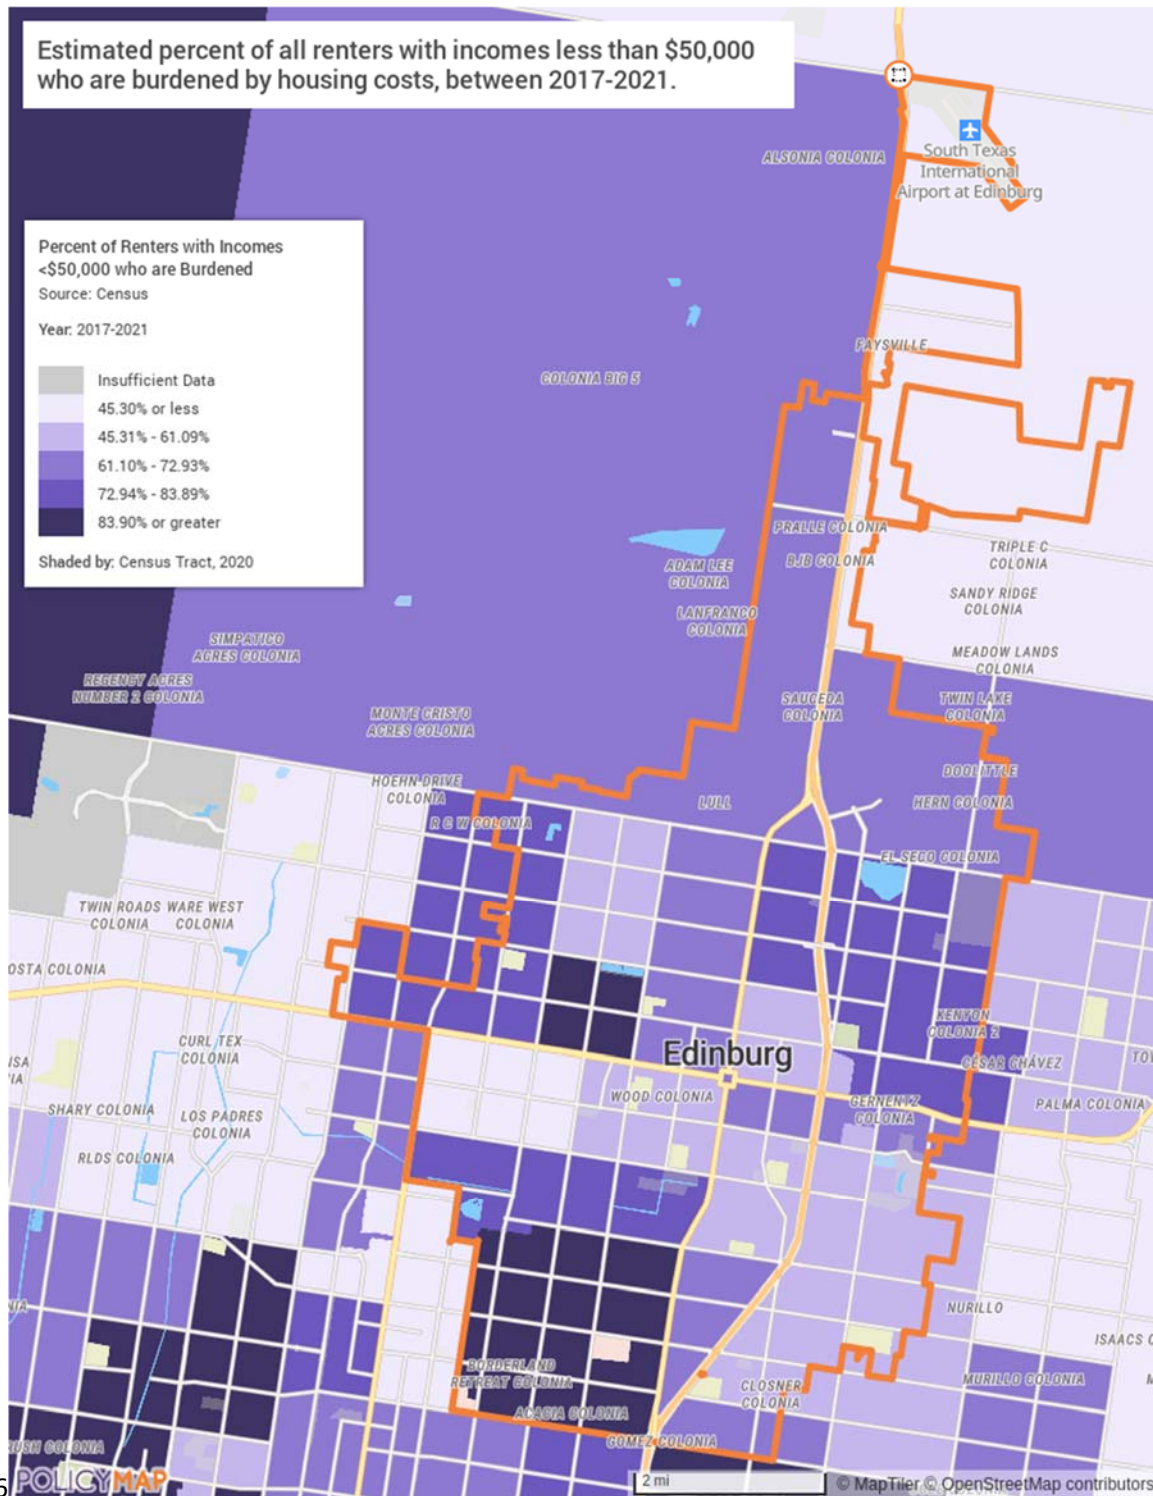 Estimated percent of all renters with incomes less than $50,000
who are burdened by housing costs, between 2017-2021.
ALSONIA COLONIA
South Texas
International
Airport at Edinburg
Percent of Renters with Incomes
<$50,000 who are Burdened
Source: Census
Year: 2017-2021
Insufficient Data
45.30% or less
45.31% - 61.09%
61.10% - 72.93%
72.94% - 83.89%
83.90% or greater
Shaded by: Census Tract, 2020
FAYSVILLE
COLONIA BIG 5
PRALLE COLONIA
BJB COLONIA
TRIPLE C
COLONIA
ADAM LEE
COLONIA
SANDY RIDGE
COLONIA
LANFRANCO
COLONIA
SIMPATICO
ACRES COLONIA
MEADOW LANDS
COLONIA
REGENCY ACRES
NUMBER 2 COLONIA
SAUCEDA
COLONIA
TWIN LAKE
COLONIA
MONTE CRISTO
ACRES COLONIA
DOOLITTLE
HOEHN DRIVE
COLONIA
LULL
HERN COLONIA
R C W COLONIA
EL SECO COLONIA
TWIN ROADS
COLONIA
WARE WEST
COLONIA
OSTA COLONIA
KENYON
COLONIA 2
CURL TEX
COLONIA
Edinburg
CÉSAR CHÁVEZ
TO
NSA
IA
WOOD COLONIA
GERNENTZ
COLONIA
PALMA COLONIA
SHARY COLONIA
LOS PADRES
COLONIA
RLDS COLONIA
NIA
NURILLO
ISAACS C
BORDERLAND
RETREAT COLONIA
MURILLO COLONIA
CLOSNER
COLONIA
ACACIA COLONIA
GOMEZ COLONIA
RUSH COLONIA
6
POLICYMAP
2 mi
© MapTiler © OpenStreetMap contributors